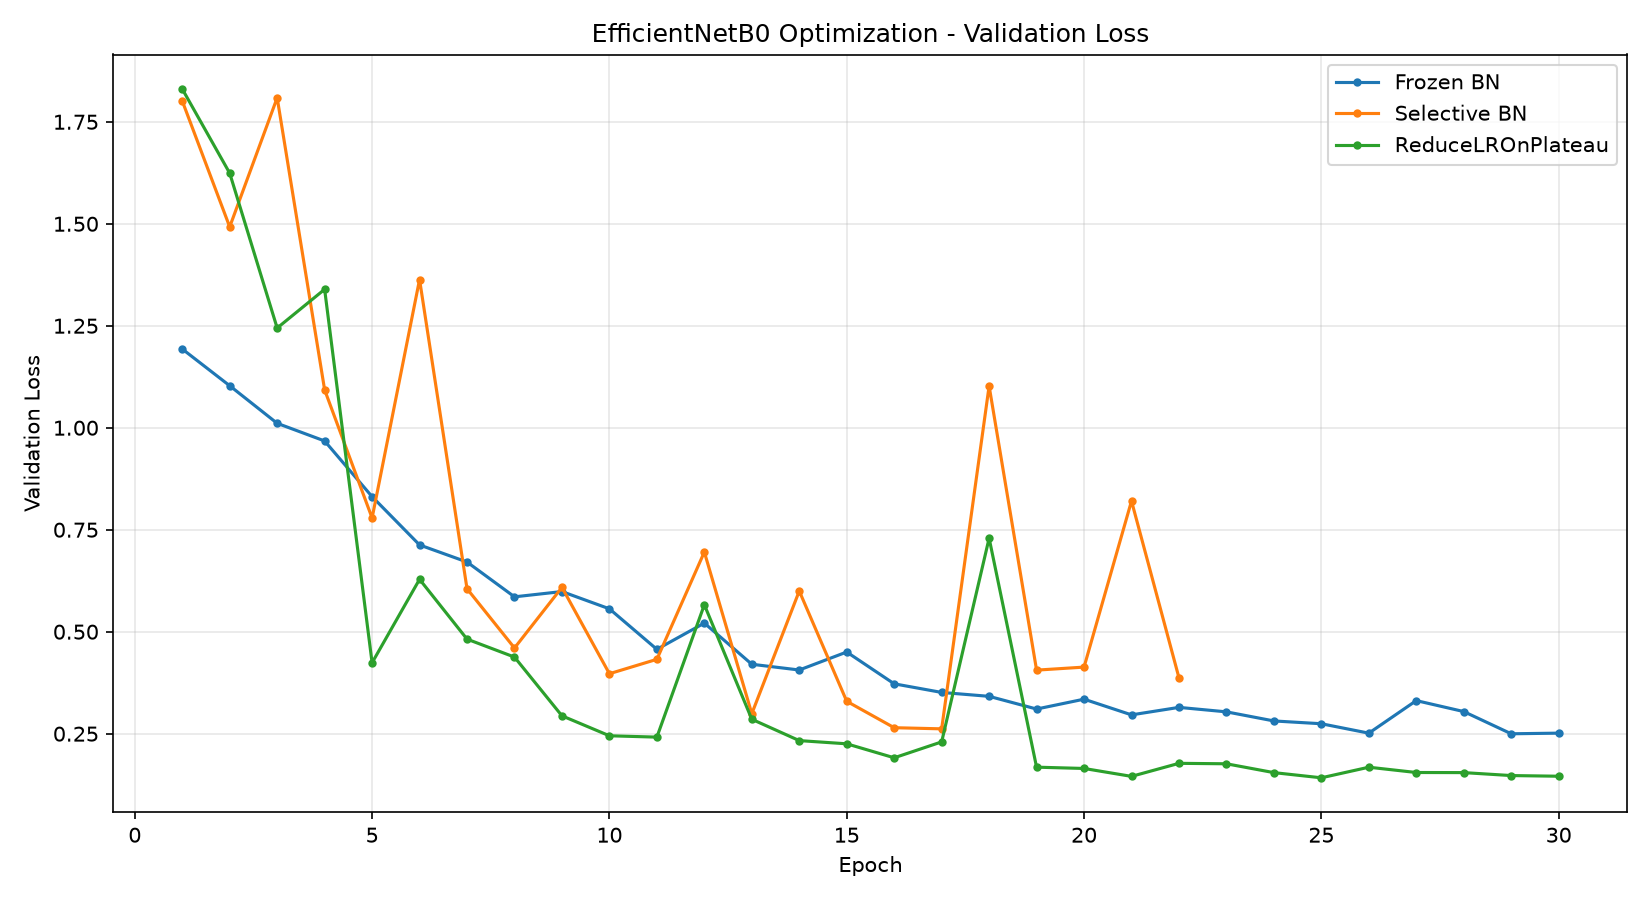 EfficientNetB0 Optimization - Validation Loss
Frozen BN
Selective BN
ReduceLROnPlateau
Validation Loss
1.75
1.50
1.25
1.00
0.75
0.50
0.25
0 5 10 15 20 25 30
Epoch